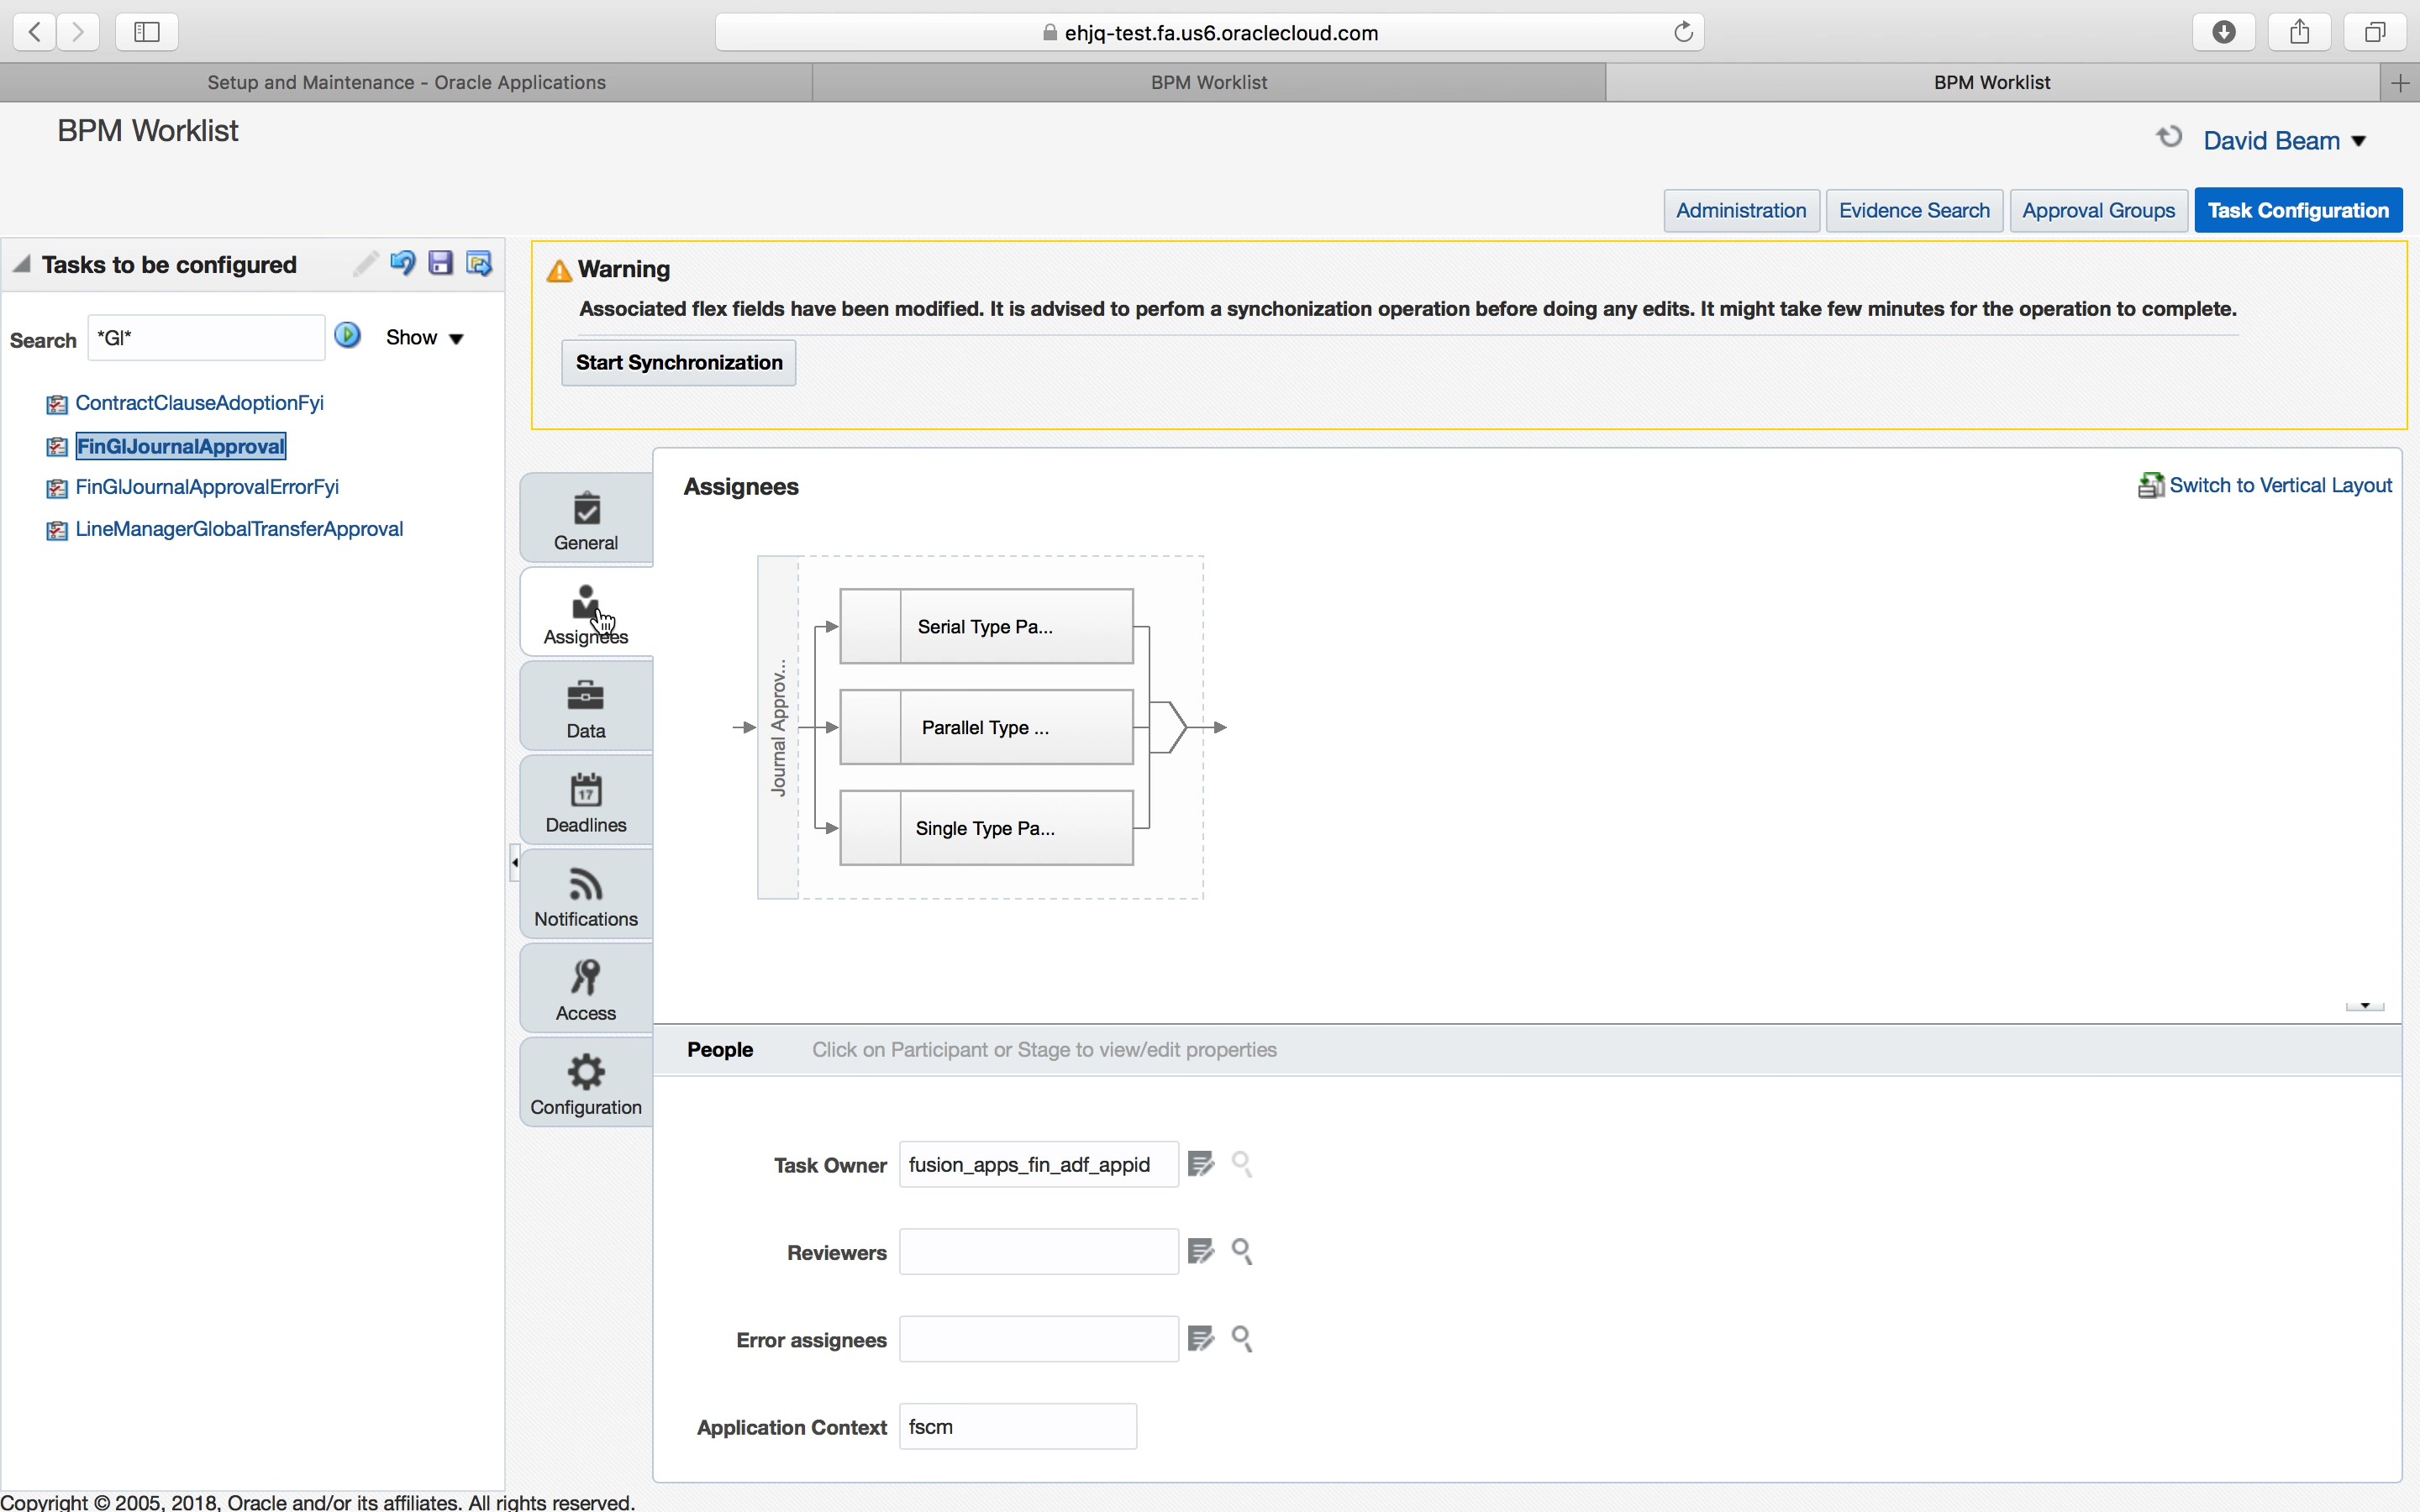 ehjq-test.fa.us6.oraclecloud.com
Setup and Maintenance - Oracle Applications
BPM Worklist
BPM Worklist
BPM Worklist
David Beam
Administration
Evidence Search
Approval Groups
Task Configuration
Tasks to be configured
Search
*Gl*
Show
ContractClauseAdoptionFyi
FinGlJournalApproval
FinGlJournalApprovalErrorFyi
LineManagerGlobalTransferApproval
Warning
Associated flex fields have been modified. It is advised to perfom a synchonization operation before doing any edits. It might take few minutes for the operation to complete.
Start Synchronization
General
Assignees
Data
17
Deadlines
Notifications
Access
Configuration
Assignees
Switch to Vertical Layout
Journal Approv...
Serial Type Pa...
Parallel Type ...
Single Type Pa...
People
Click on Participant or Stage to view/edit properties
Task Owner
fusion_apps_fin_adf_appid
Reviewers
Error assignees
Application Context
fscm
Copyright © 2005, 2018, Oracle and/or its affiliates. All rights reserved.